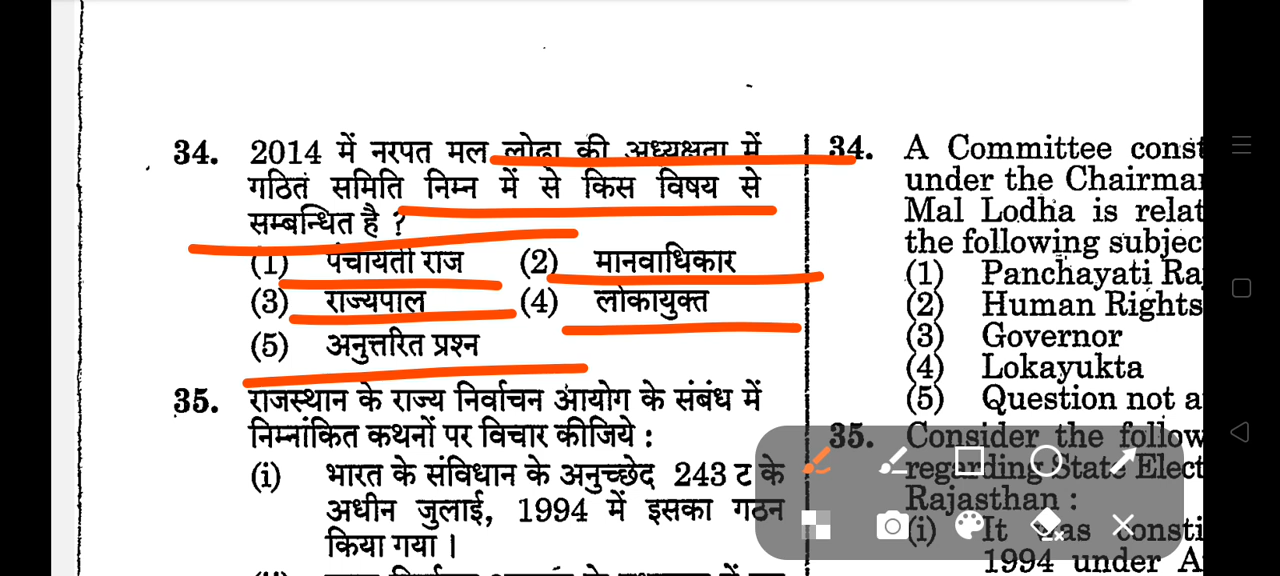 34. 2014 में नरपत मल लोढा की अध्यक्षता में
गठित समिति निम्न में से किस विषय से
सम्बन्धित है ?
(1) पंचायती राज (2) मानवाधिकार
(3) राज्यपाल (4) लोकायुक्त
(5) अनुत्तरित प्रश्न
35. राजस्थान के राज्य निर्वाचन आयोग के संबंध में
निम्नांकित कथनों पर विचार कीजिये :
(i) भारत के संविधान के अनुच्छेद 243 ट के
अधीन जुलाई, 1994 में इसका गठन
किया गया ।
34. A Committee const
under the Chairma
Mal Lodha is relat
the following subjec
(1) Panchayati Ra
(2) Human Rights
(3) Governor
(4) Lokayukta
(5) Question not a
35. Consider the follow
regarding State Elect
Rajasthan :
(i) It was consti
1994 under A